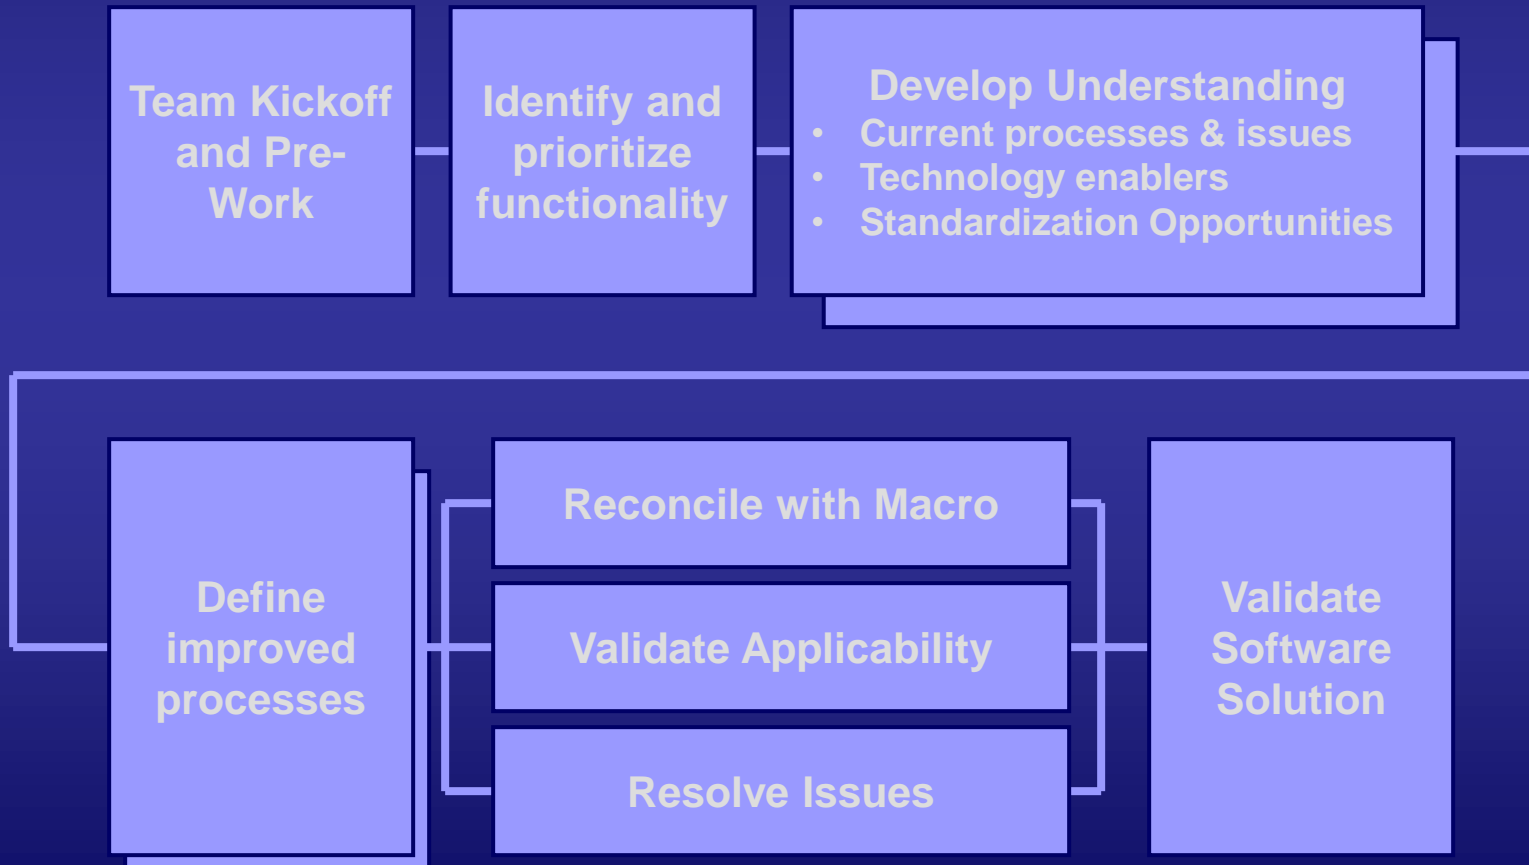 Team Kickoff
and Pre-
Work
Identify and
prioritize
functionality
Develop Understanding
• Current processes & issues
• Technology enablers
• Standardization Opportunities
Define
improved
processes
Reconcile with Macro
Validate Applicability
Resolve Issues
Validate
Software
Solution